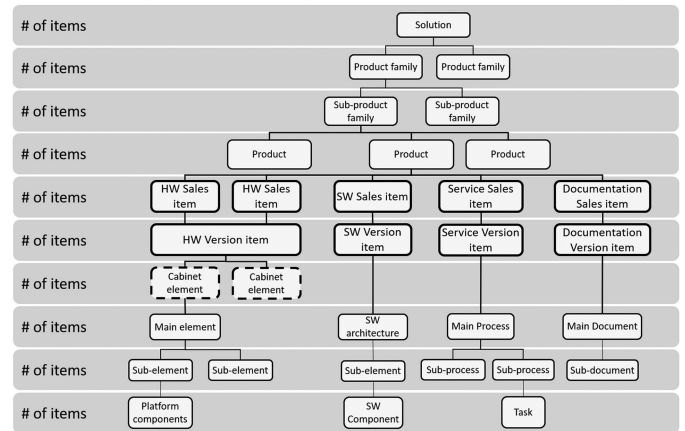 # of items
Solution
# of items
Product family
Product family
# of items
Sub-product
family
Sub-product
family
# of items
Product
Product
Product
# of items
HW Sales
item
HW Sales
item
SW Sales item
Service Sales
item
Documentation
Sales item
# of items
HW Version item
SW Version
item
Service Version
item
Documentation
Version item
# of items
Cabinet
element
Cabinet
element
# of items
Main element
SW
architecture
Main Process
Main Document
# of items
Sub-element
Sub-element
Sub-element
Sub-process
Sub-process
Sub-document
# of items
Platform
components
SW
Component
Task